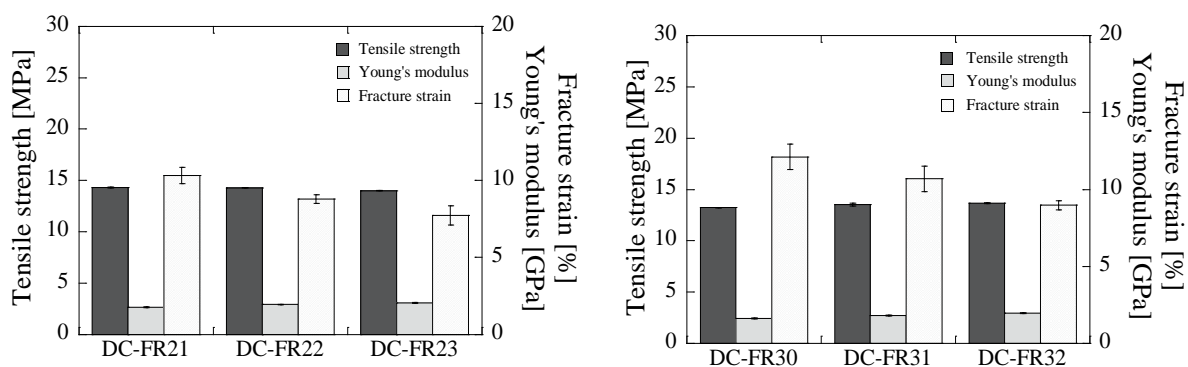 30
25
20
15
10
5
0
Tensile strength [MPa]
Tensile strength
Young's modulus
Fracture strain
20
15
10
5
0
Young's modulus [GPa]
Fracture strain [%]
DC-FR21 DC-FR22 DC-FR23
30
25
20
15
10
5
0
Tensile strength [MPa]
Tensile strength
Young's modulus
Fracture strain
20
15
10
5
0
Young's modulus [GPa]
Fracture strain [%]
DC-FR30 DC-FR31 DC-FR32